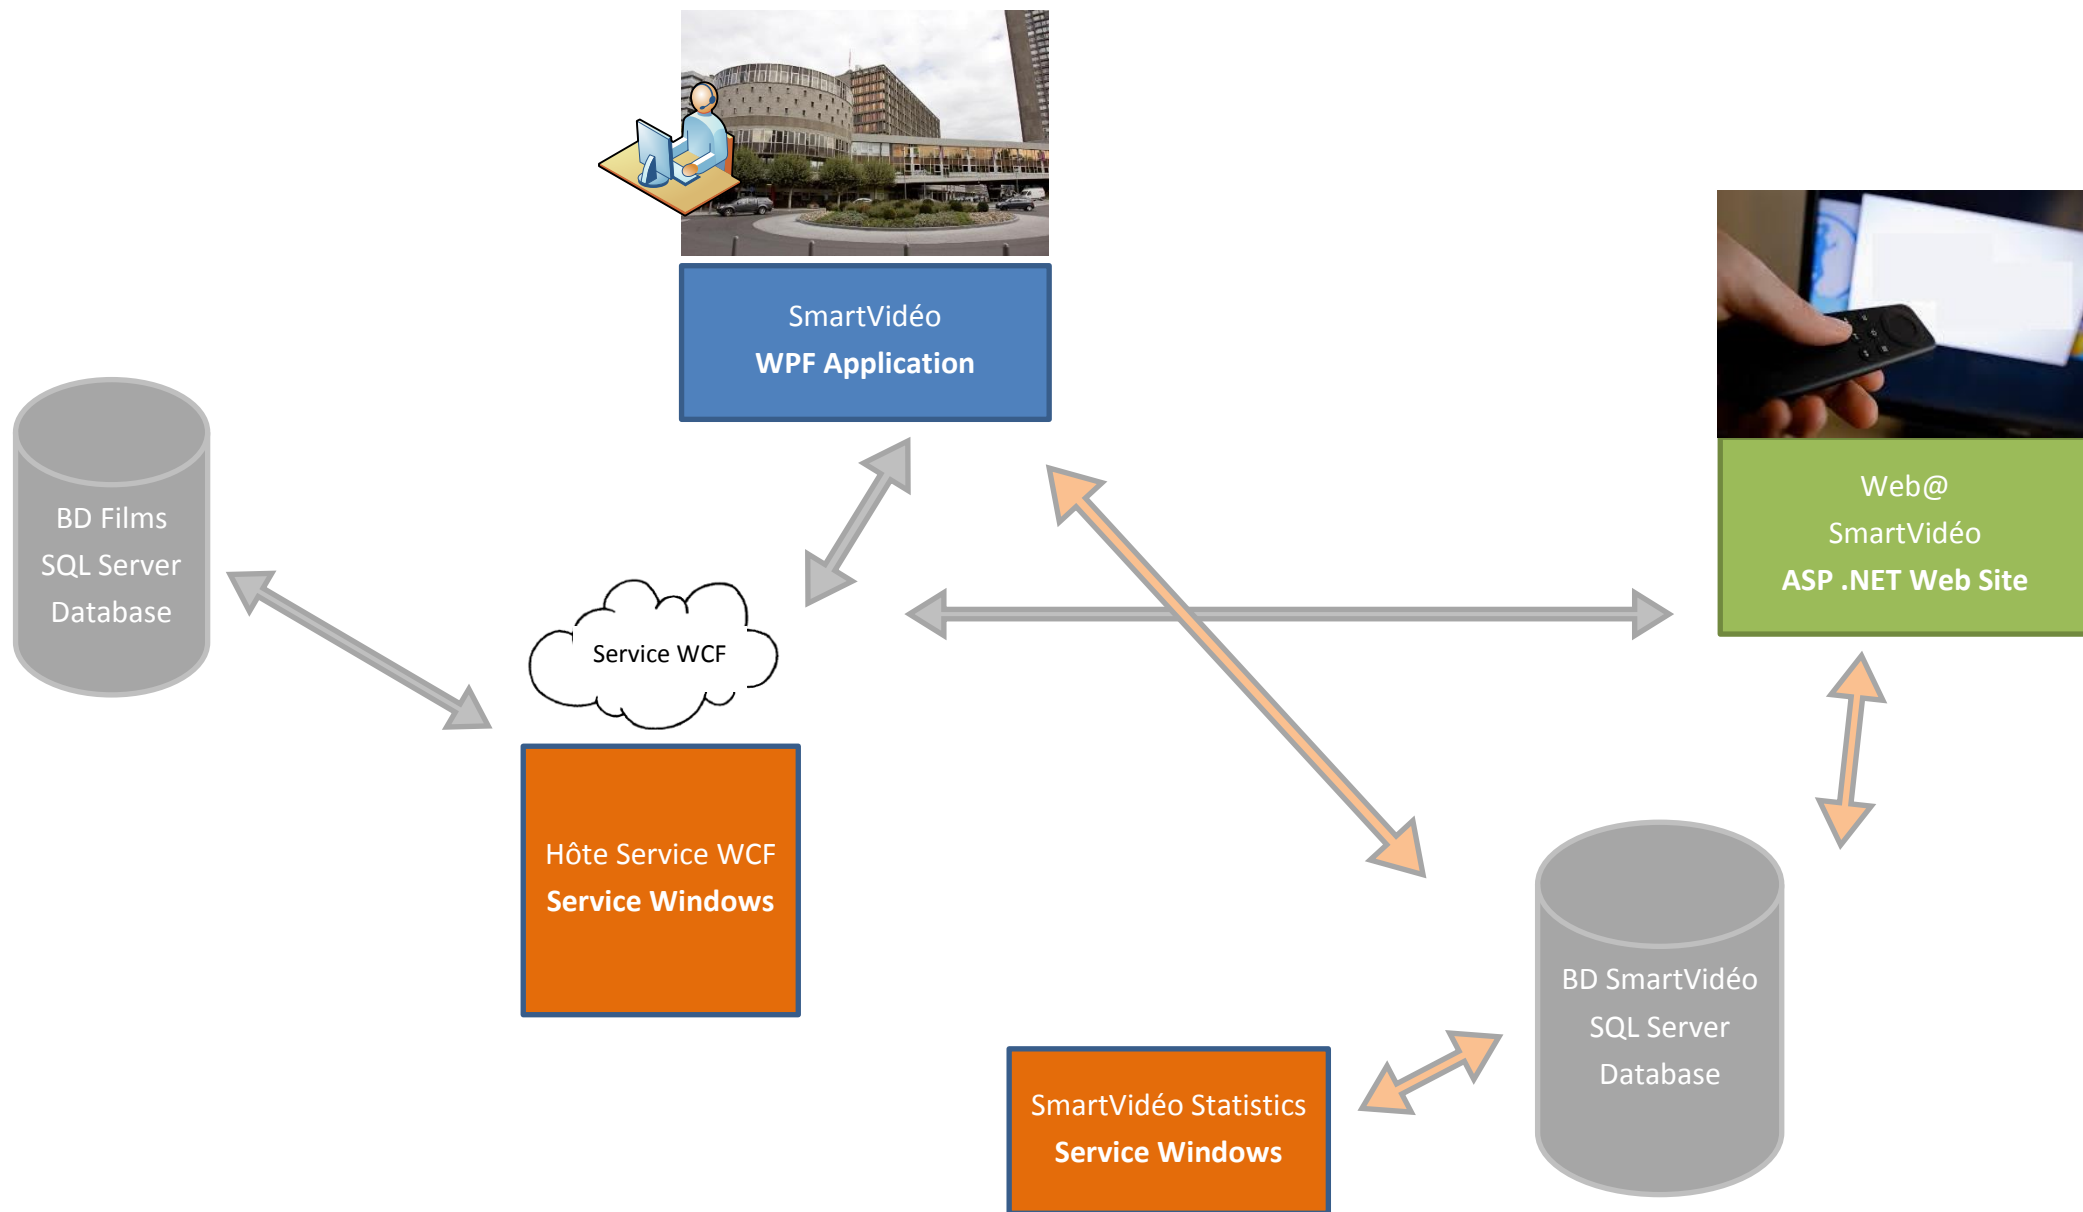 SmartVidéo
WPF Application
Web@
SmartVidéo
ASP .NET Web Site
BD Films
SQL Server
Database
Service WCF
Hôte Service WCF
Service Windows
BD SmartVidéo
SQL Server
Database
SmartVidéo Statistics
Service Windows